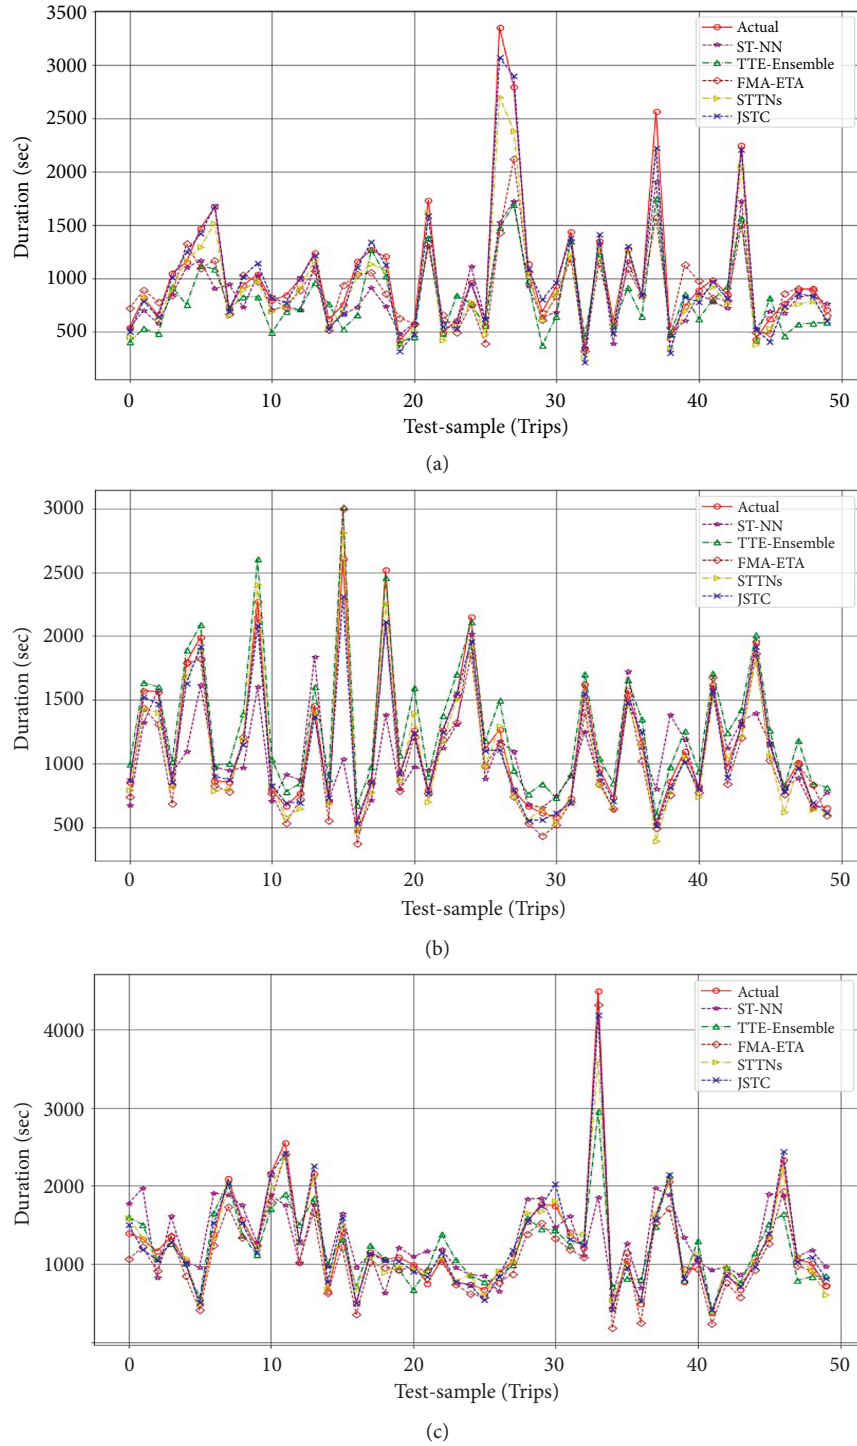 3500
3000
2500
2000
1500
1000
500
Duration (sec)
Actual
ST-NN
TTE-Ensemble
FMA-ETA
STTNs
JSTC
0 10 20 30 40 50
Test-sample (Trips)
(a)
3000
2500
2000
1500
1000
500
Duration (sec)
Actual
ST-NN
TTE-Ensemble
FMA-ETA
STTNs
JSTC
0 10 20 30 40 50
Test-sample (Trips)
(b)
4000
3000
2000
1000
Duration (sec)
Actual
ST-NN
TTE-Ensemble
FMA-ETA
STTNs
JSTC
0 10 20 30 40 50
Test-sample (Trips)
(c)